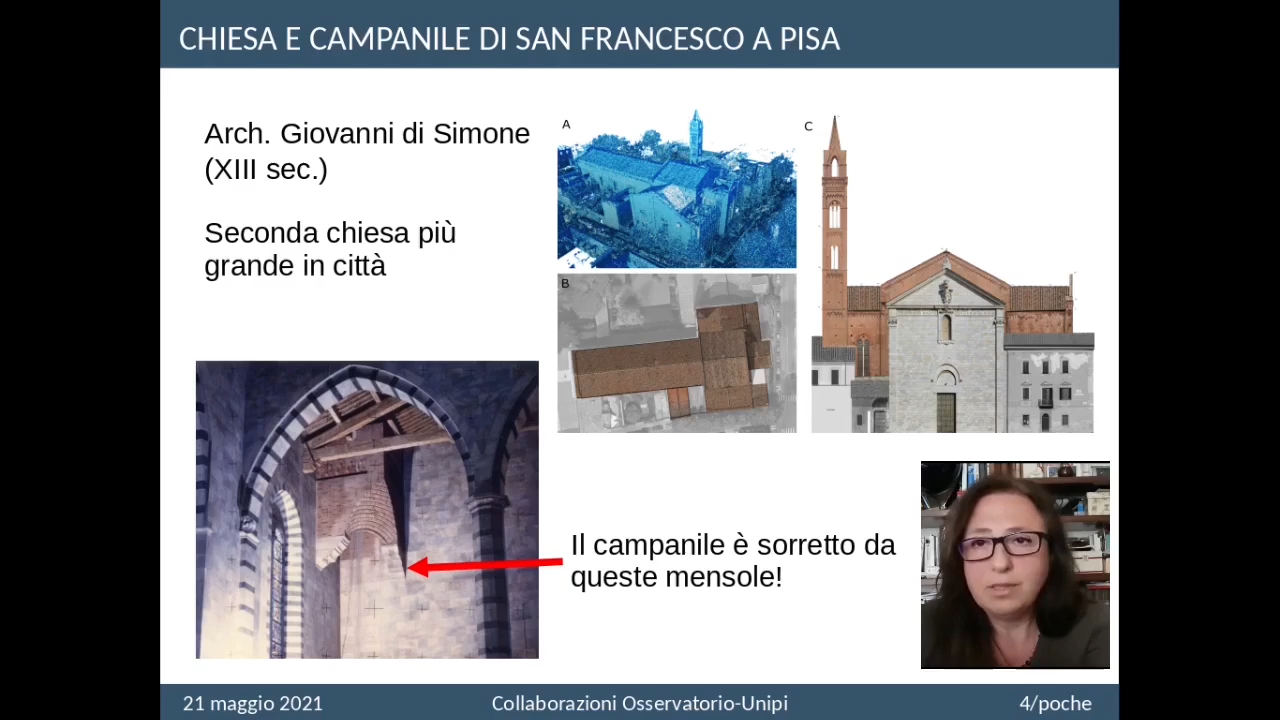 CHIESA E CAMPANILE DI SAN FRANCESCO A PISA
Arch. Giovanni di Simone
(XIII sec.)
Seconda chiesa più
grande in città
A
B
C
Il campanile è sorretto da
queste mensole!
21 maggio 2021
Collaborazioni Osservatorio-Unipi
4/poche